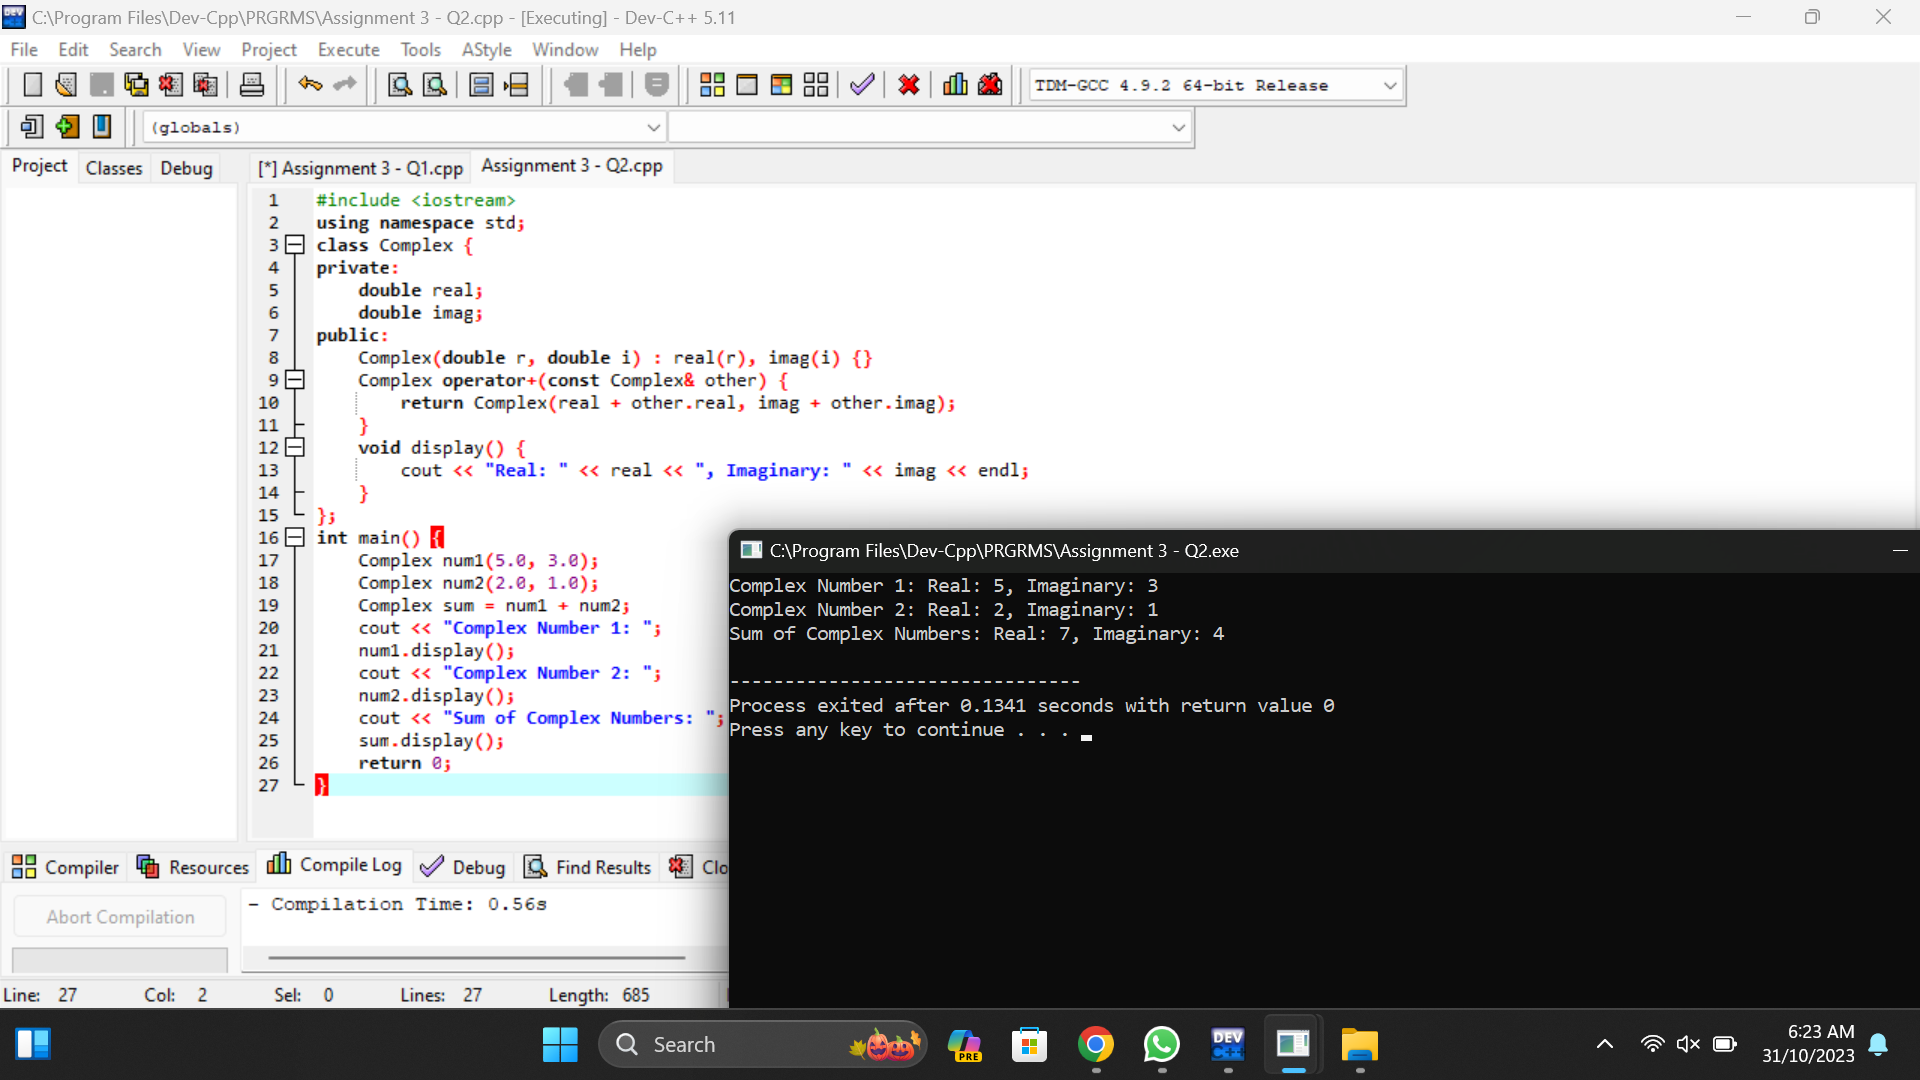 C:\Program Files\Dev-Cpp\PRGRMS\Assignment 3 - Q2.cpp - [Executing] - Dev-C++ 5.11
File Edit Search View Project Execute Tools AStyle Window Help
TDM-GCC 4.9.2 64-bit Release
(globals)
Project Classes Debug [*] Assignment 3 - Q1.cpp Assignment 3 - Q2.cpp
1 #include <iostream>
2 using namespace std;
3 class Complex {
4 private:
5 double real;
6 double imag;
7 public:
8 Complex(double r, double i) : real(r), imag(i) {}
9 Complex operator+(const Complex& other) {
10 return Complex(real + other.real, imag + other.imag);
11 }
12 void display() {
13 cout << "Real: " << real << ", Imaginary: " << imag << endl;
14 }
15 };
16 int main() {
17 Complex num1(5.0, 3.0);
18 Complex num2(2.0, 1.0);
19 Complex sum = num1 + num2;
20 cout << "Complex Number 1: ";
21 num1.display();
22 cout << "Complex Number 2: ";
23 num2.display();
24 cout << "Sum of Complex Numbers: ";
25 sum.display();
26 return 0;
27 }
C:\Program Files\Dev-Cpp\PRGRMS\Assignment 3 - Q2.exe
Complex Number 1: Real: 5, Imaginary: 3
Complex Number 2: Real: 2, Imaginary: 1
Sum of Complex Numbers: Real: 7, Imaginary: 4
--------------------------------
Process exited after 0.1341 seconds with return value 0
Press any key to continue . . .
Compiler Resources Compile Log Debug Find Results Clo
Abort Compilation
- Compilation Time: 0.56s
Line: 27 Col: 2 Sel: 0 Lines: 27 Length: 685
Search
PRE
DEV C++
6:23 AM
31/10/2023